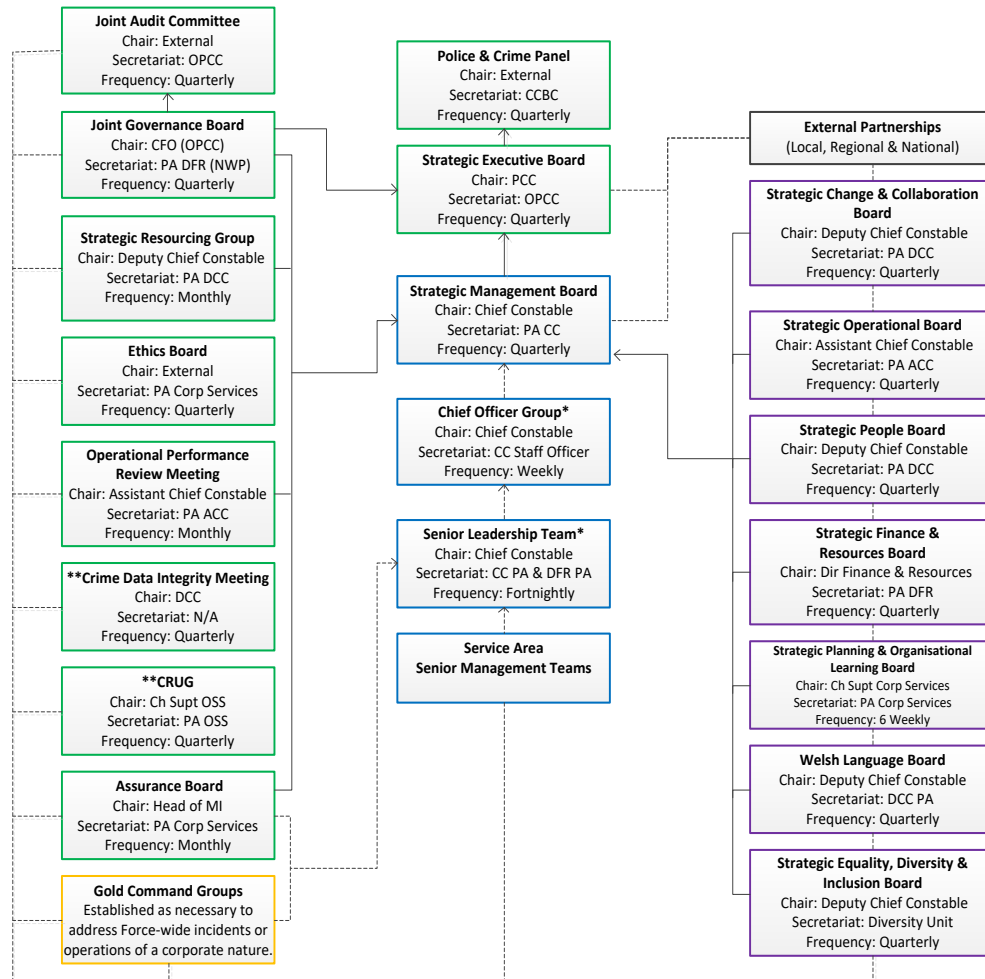 Joint Audit Committee
Chair: External
Secretariat: OPCC
Frequency: Quarterly
Joint Governance Board
Chair: CFO (OPCC)
Secretariat: PA DFR (NWP)
Frequency: Quarterly
Strategic Resourcing Group
Chair: Deputy Chief Constable
Secretariat: PA DCC
Frequency: Monthly
Ethics Board
Chair: External
Secretariat: PA Corp Services
Frequency: Quarterly
Operational Performance
Review Meeting
Chair: Assistant Chief Constable
Secretariat: PA ACC
Frequency: Monthly
**Crime Data Integrity Meeting
Chair: DCC
Secretariat: N/A
Frequency: Quarterly
**CRUG
Chair: Ch Supt OSS
Secretariat: PA OSS
Frequency: Quarterly
Assurance Board
Chair: Head of MI
Secretariat: PA Corp Services
Frequency: Monthly
Gold Command Groups
Established as necessary to
address Force-wide incidents or
operations of a corporate nature.
Police & Crime Panel
Chair: External
Secretariat: CCBC
Frequency: Quarterly
Strategic Executive Board
Chair: PCC
Secretariat: OPCC
Frequency: Quarterly
Strategic Management Board
Chair: Chief Constable
Secretariat: PA CC
Frequency: Quarterly
Chief Officer Group*
Chair: Chief Constable
Secretariat: CC Staff Officer
Frequency: Weekly
Senior Leadership Team*
Chair: Chief Constable
Secretariat: CC PA & DFR PA
Frequency: Fortnightly
Service Area
Senior Management Teams
External Partnerships
(Local, Regional & National)
Strategic Change & Collaboration
Board
Chair: Deputy Chief Constable
Secretariat: PA DCC
Frequency: Quarterly
Strategic Operational Board
Chair: Assistant Chief Constable
Secretariat: PA ACC
Frequency: Quarterly
Strategic People Board
Chair: Deputy Chief Constable
Secretariat: PA DCC
Frequency: Quarterly
Strategic Finance &
Resources Board
Chair: Dir Finance & Resources
Secretariat: PA DFR
Frequency: Quarterly
Strategic Planning & Organisational
Learning Board
Chair: Ch Supt Corp Services
Secretariat: PA Corp Services
Frequency: 6 Weekly
Welsh Language Board
Chair: Deputy Chief Constable
Secretariat: DCC PA
Frequency: Quarterly
Strategic Equality, Diversity &
Inclusion Board
Chair: Deputy Chief Constable
Secretariat: Diversity Unit
Frequency: Quarterly